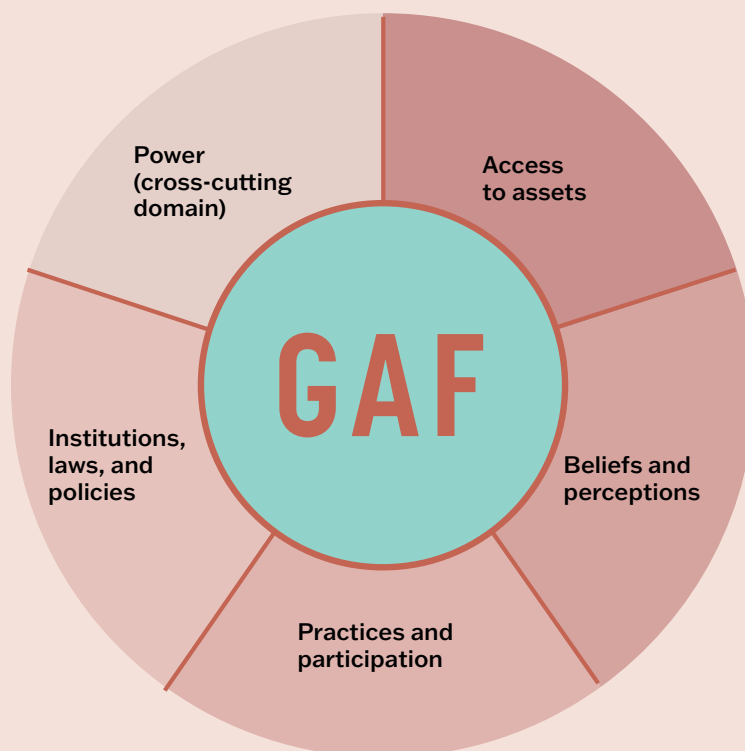 Power
(cross-cutting
domain)
Access
to assets
GAF
Institutions,
laws, and
policies
Beliefs and
perceptions
Practices and
participation